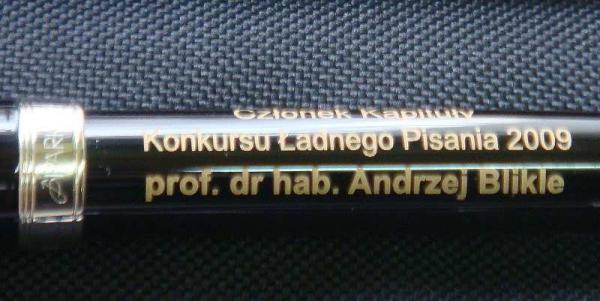 Członek Kapituły
Konkursu Ładnego Pisania 2009
prof. dr hab. Andrzej Blikle